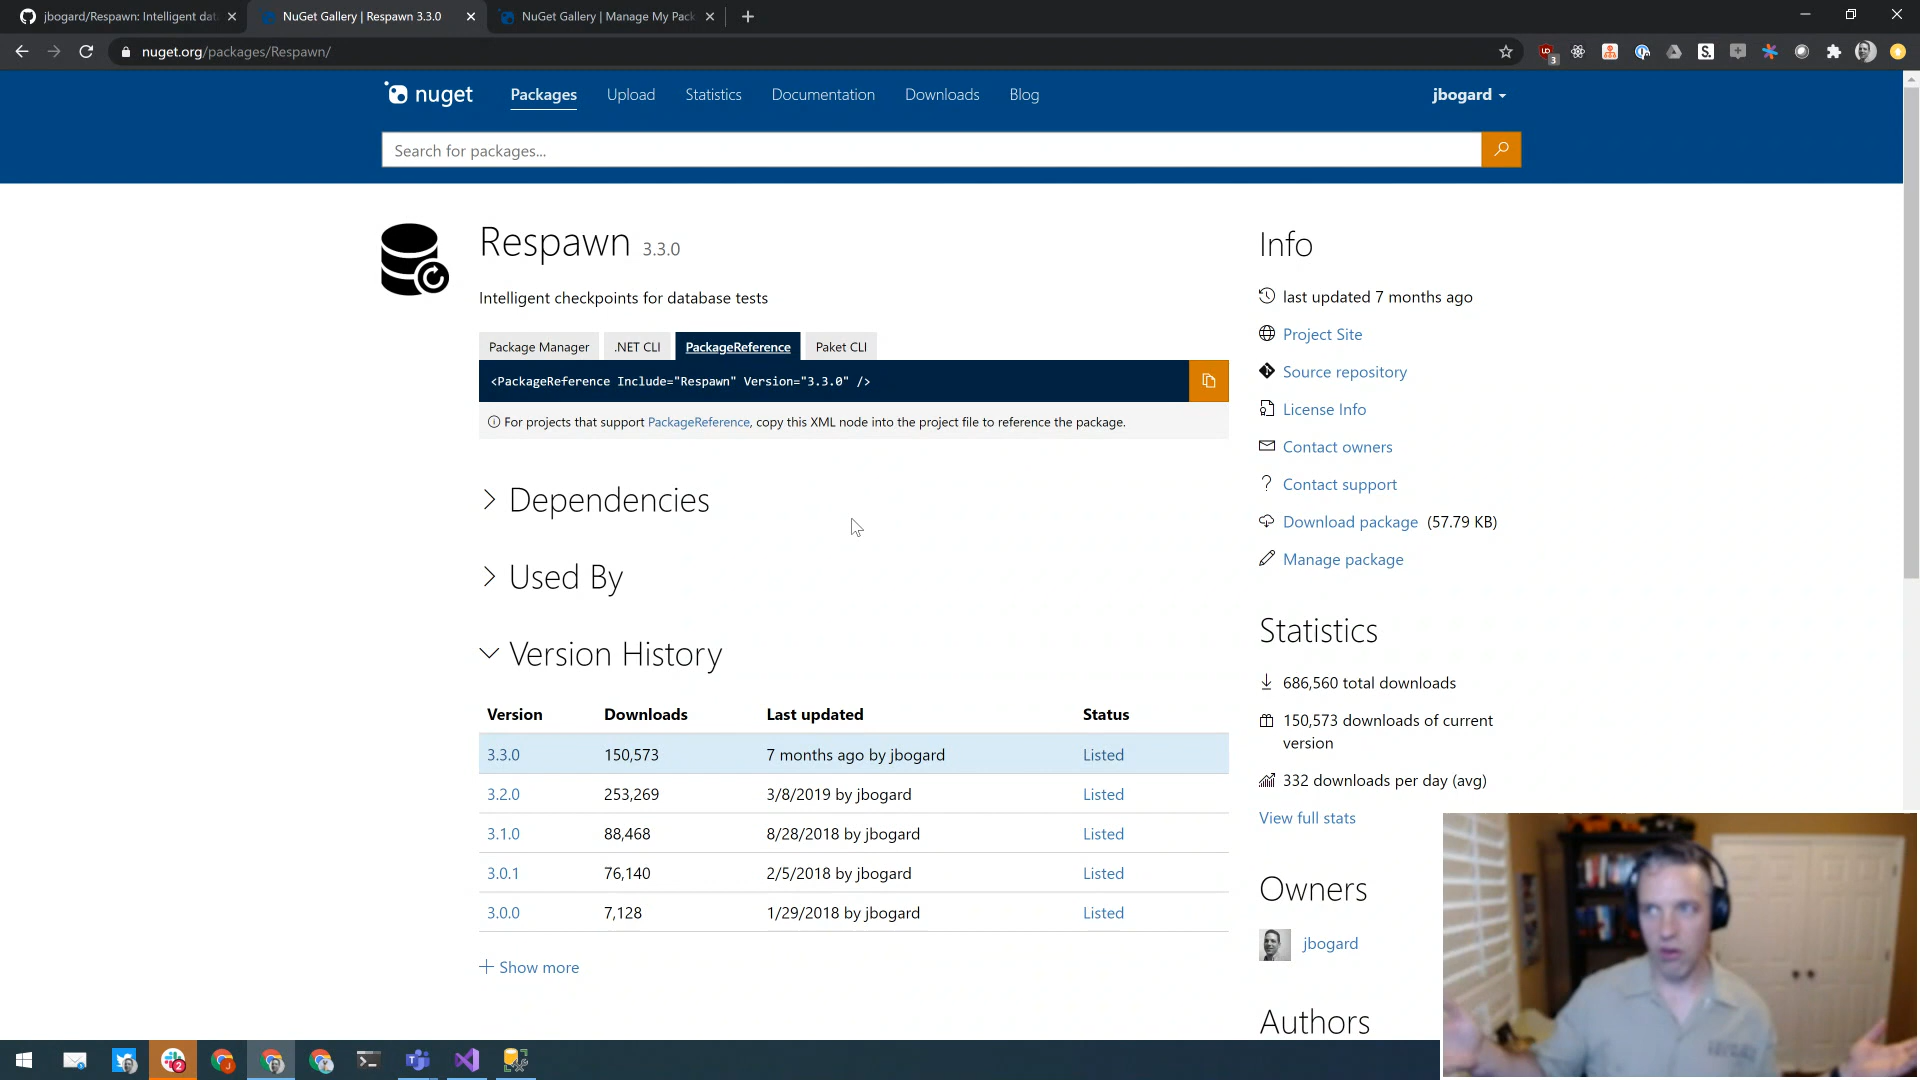 jbogard/Respawn: Intelligent dat
NuGet Gallery | Respawn 3.3.0
NuGet Gallery | Manage My Pack
nuget.org/packages/Respawn/
3
nuget
Packages
Upload
Statistics
Documentation
Downloads
Blog
jbogard
Search for packages...
Respawn 3.3.0
Intelligent checkpoints for database tests
Package Manager
.NET CLI
PackageReference
Paket CLI
<PackageReference Include="Respawn" Version="3.3.0" />
For projects that support PackageReference, copy this XML node into the project file to reference the package.
Dependencies
Used By
Version History
Version Downloads Last updated Status
3.3.0 150,573 7 months ago by jbogard Listed
3.2.0 253,269 3/8/2019 by jbogard Listed
3.1.0 88,468 8/28/2018 by jbogard Listed
3.0.1 76,140 2/5/2018 by jbogard Listed
3.0.0 7,128 1/29/2018 by jbogard Listed
Show more
Info
last updated 7 months ago
Project Site
Source repository
License Info
Contact owners
Contact support
Download package (57.79 KB)
Manage package
Statistics
686,560 total downloads
150,573 downloads of current
version
332 downloads per day (avg)
View full stats
Owners
jbogard
Authors
2